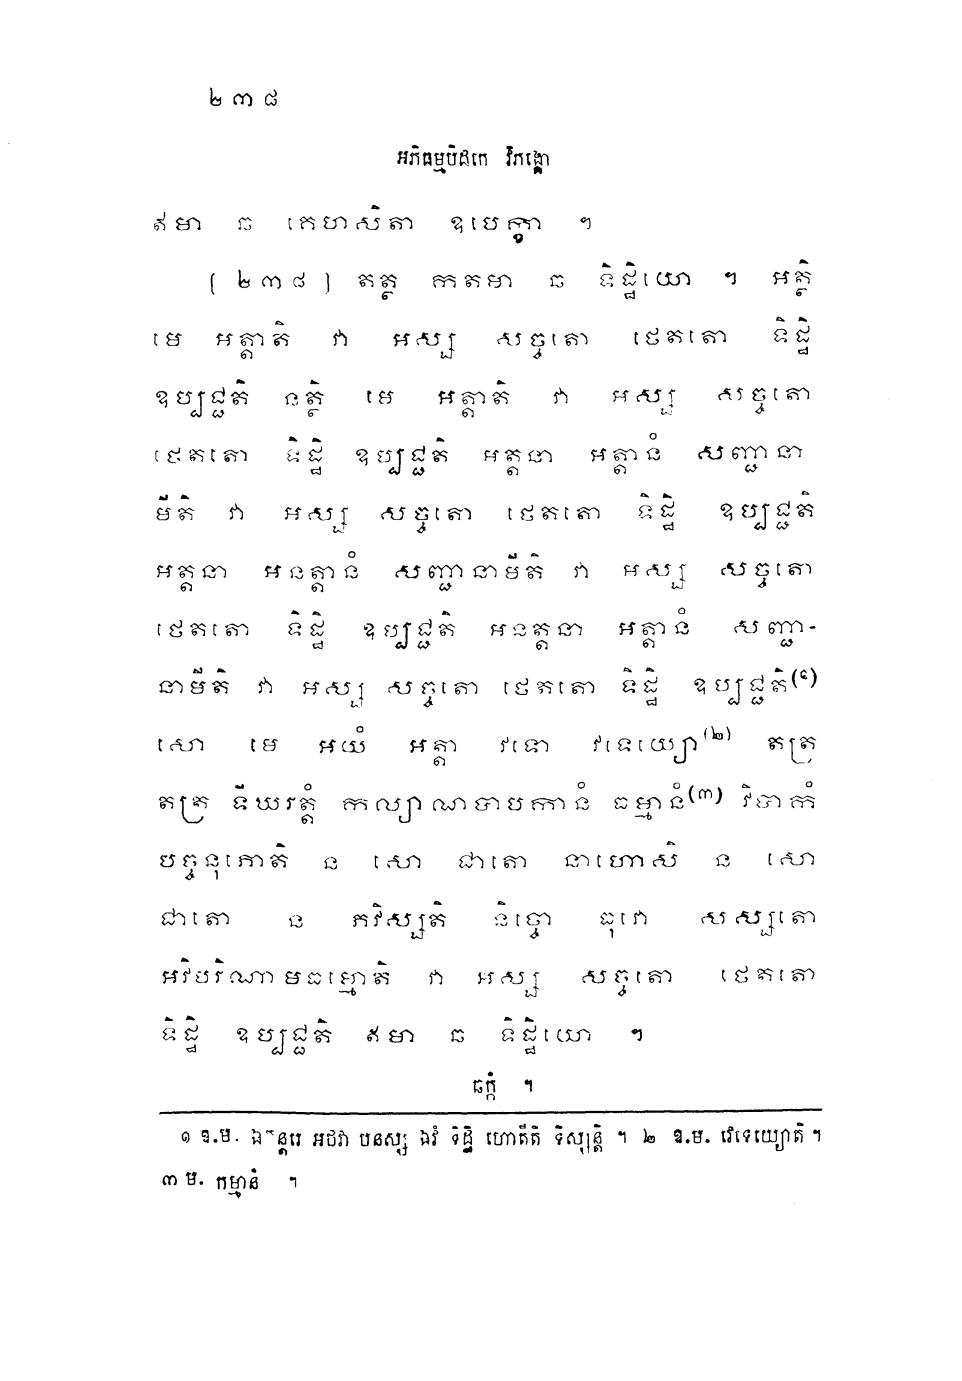 ២៣៨
អភិធម្មបិដកេ វិភង្គោ
ឥមា ឆ គេហសិតា ឧបេក្ខា ។
[ ២៣៨ ] តត្ថ កតមា ឆ ទិដ្ឋិយោ ។ អត្ថិ
មេ អត្តាតិ វា អស្ស សច្ចតោ ថេតតោ ទិដ្ឋិ
ឧប្បជ្ជតិ នត្ថិ មេ អត្តាតិ វា អស្ស សច្ចតោ
ថេតតោ ទិដ្ឋិ ឧប្បជ្ជតិ អត្តនា អត្តានំ សញ្ជានា
មីតិ វា អស្ស សច្ចតោ ថេតតោ ទិដ្ឋិ ឧប្បជ្ជតិ
អត្តនា អនត្តានំ សញ្ជានាមីតិ វា អស្ស សច្ចតោ
ថេតតោ ទិដ្ឋិ ឧប្បជ្ជតិ អនត្តនា អត្តានំ សញ្ជា-
នាមីតិ វា អស្ស សច្ចតោ ថេតតោ ទិដ្ឋិ ឧប្បជ្ជតិ(១)
សោ មេ អយំ អត្តា វទោ វទេយ្យោ(២) តត្រ
តត្រ ទីឃរត្តំ កល្យាណបាបកានំ ធម្មានំ(៣) វិបាកំ
បច្ចនុភោតិ ន សោ ជាតោ នាហោសិ ន សោ
ជាតោ ន ភវិស្សតិ និច្ចោ ធុវោ សស្សតោ
អវិបរិណាមធម្មោតិ វា អស្ស សច្ចតោ ថេតតោ
ទិដ្ឋិ ឧប្បជ្ជតិ ឥមា ឆ ទិដ្ឋិយោ ។
ឆក្កំ ។
១ ឱ.ម. ឯត្ថន្តរេ អថវា បនស្ស ឯវំ ទិដ្ឋិ ហោតីតិ ទិស្សន្តិ ។ ២ ឱ.ម. វេទេយ្យោតិ ។
៣ ម. កម្មានំ ។